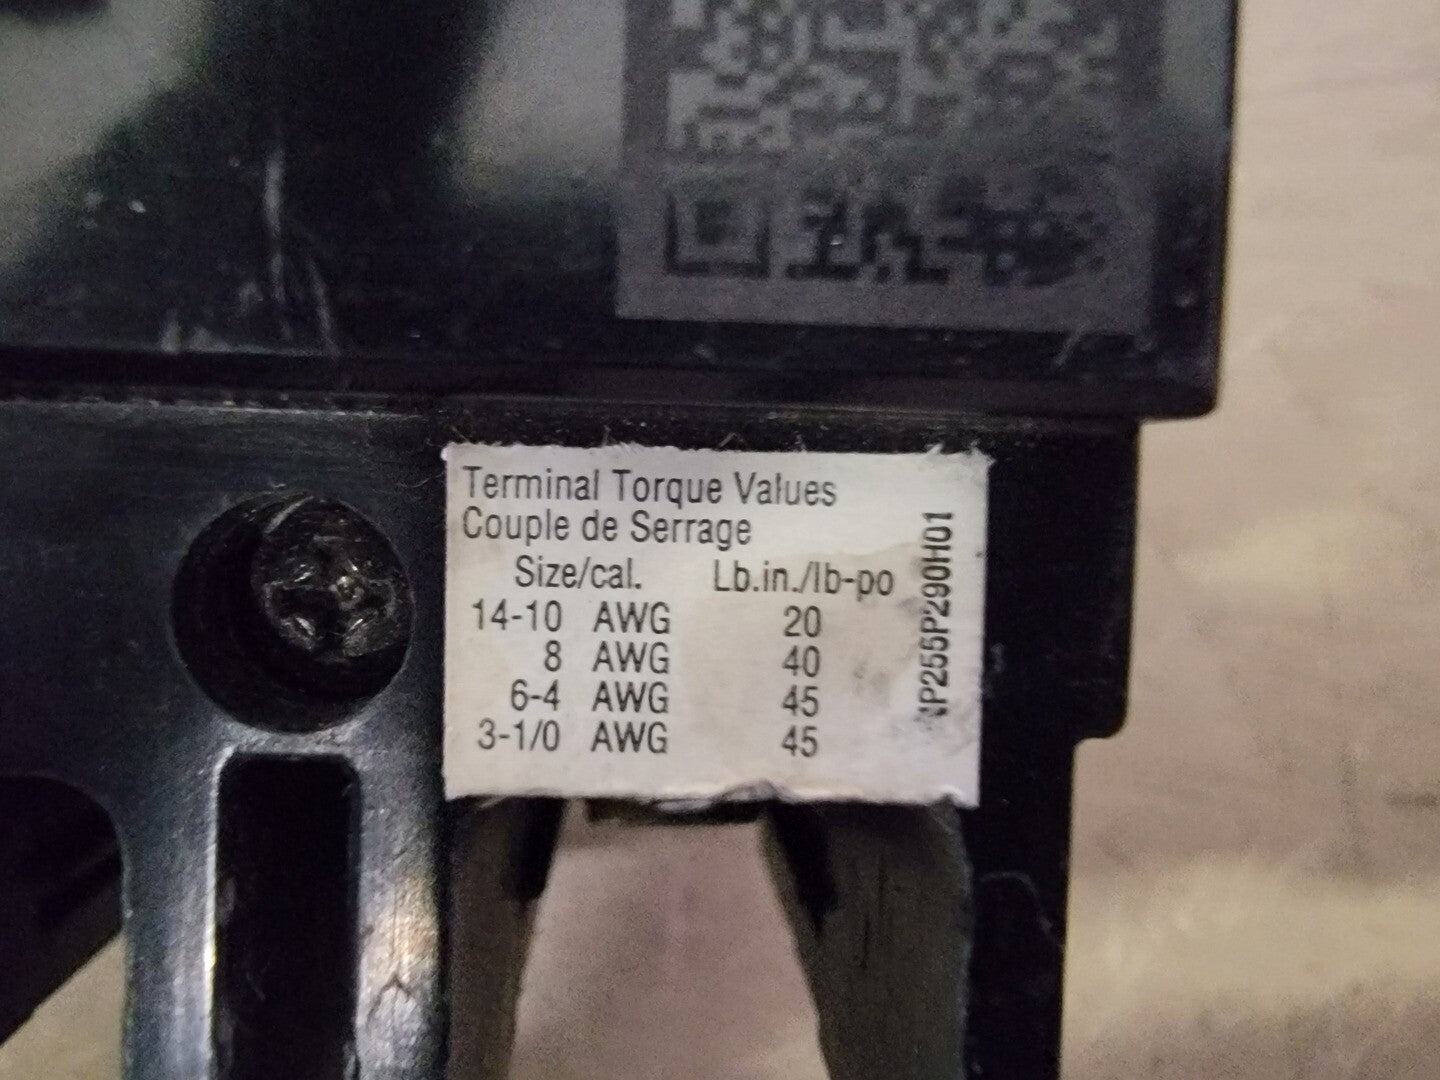 Terminal Torque Values
Couple de Serrage
Size/cal. Lb.in./lb-po
14-10 AWG 20
8 AWG 40
6-4 AWG 45
3-1/0 AWG 45